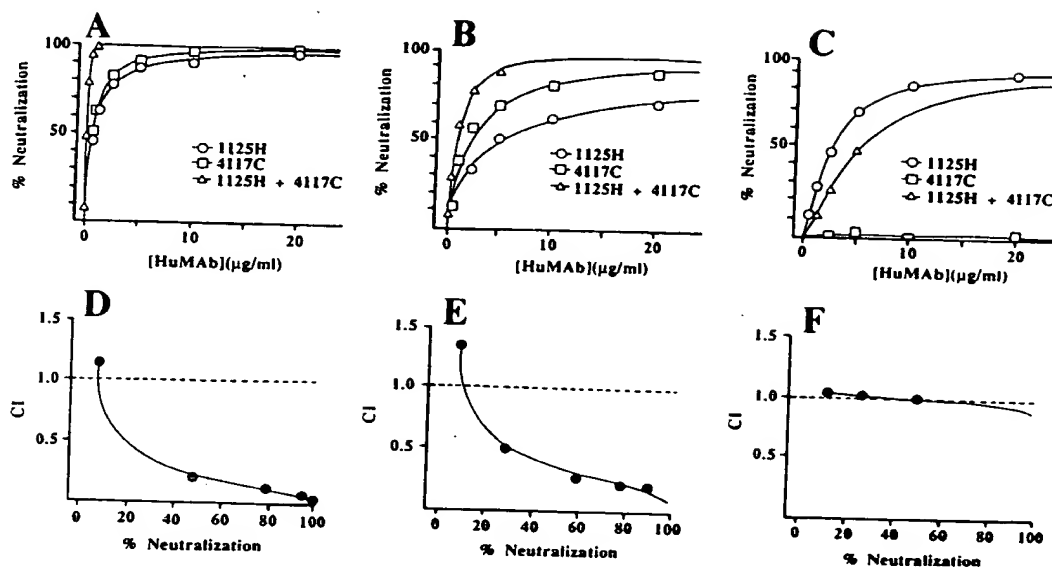 A
100
50
0
10
20
% Neutralization
[HuMAb](µg/ml)
1125H
4117C
1125H + 4117C
B
100
50
0
10
20
% Neutralization
[HuMAb](µg/ml)
1125H
4117C
1125H + 4117C
C
100
50
0
10
20
% Neutralization
[HuMAb](µg/ml)
1125H
4117C
1125H + 4117C
D
1.5
1.0
0.5
CI
0 20 40 60 80 100
% Neutralization
E
1.5
1.0
0.5
CI
0 20 40 60 80 100
% Neutralization
F
1.5
1.0
0.5
CI
0 20 40 60 80 100
% Neutralization